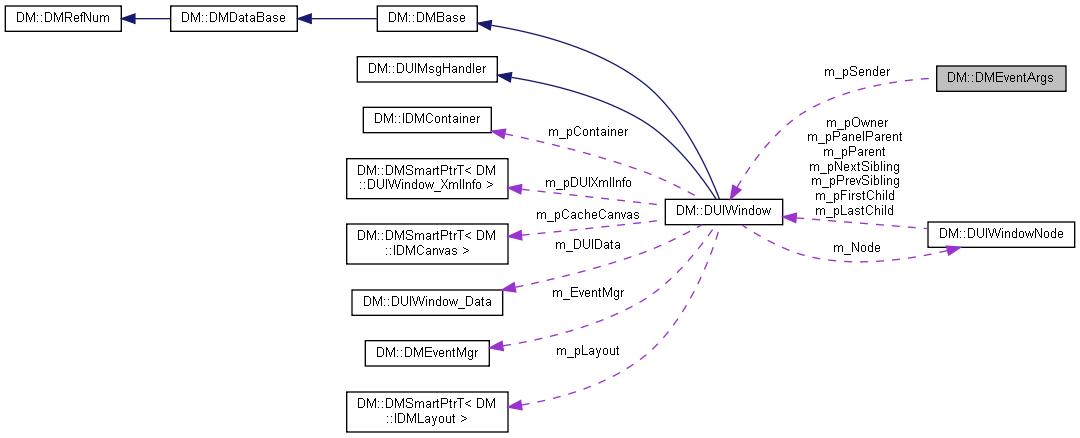 DM::DMRefNum
DM::DMDataBase
DM::DMBase
DM::DUIMsgHandler
m_pSender
DM::DMEventArgs
DM::IDMContainer
m_pContainer
m_pOwner
m_pPanelParent
m_pParent
m_pNextSibling
m_pPrevSibling
m_pFirstChild
m_pLastChild
DM::DMSmartPtrT< DM
::DUIWindow_XmlInfo >
m_pDUIXmlInfo
DM::DUIWindow
m_pCacheCanvas
DM::DMSmartPtrT< DM
::IDMCanvas >
m_DUIData
m_Node
DM::DUIWindowNode
DM::DUIWindow_Data
m_EventMgr
DM::DMEventMgr
m_pLayout
DM::DMSmartPtrT< DM
::IDMLayout >